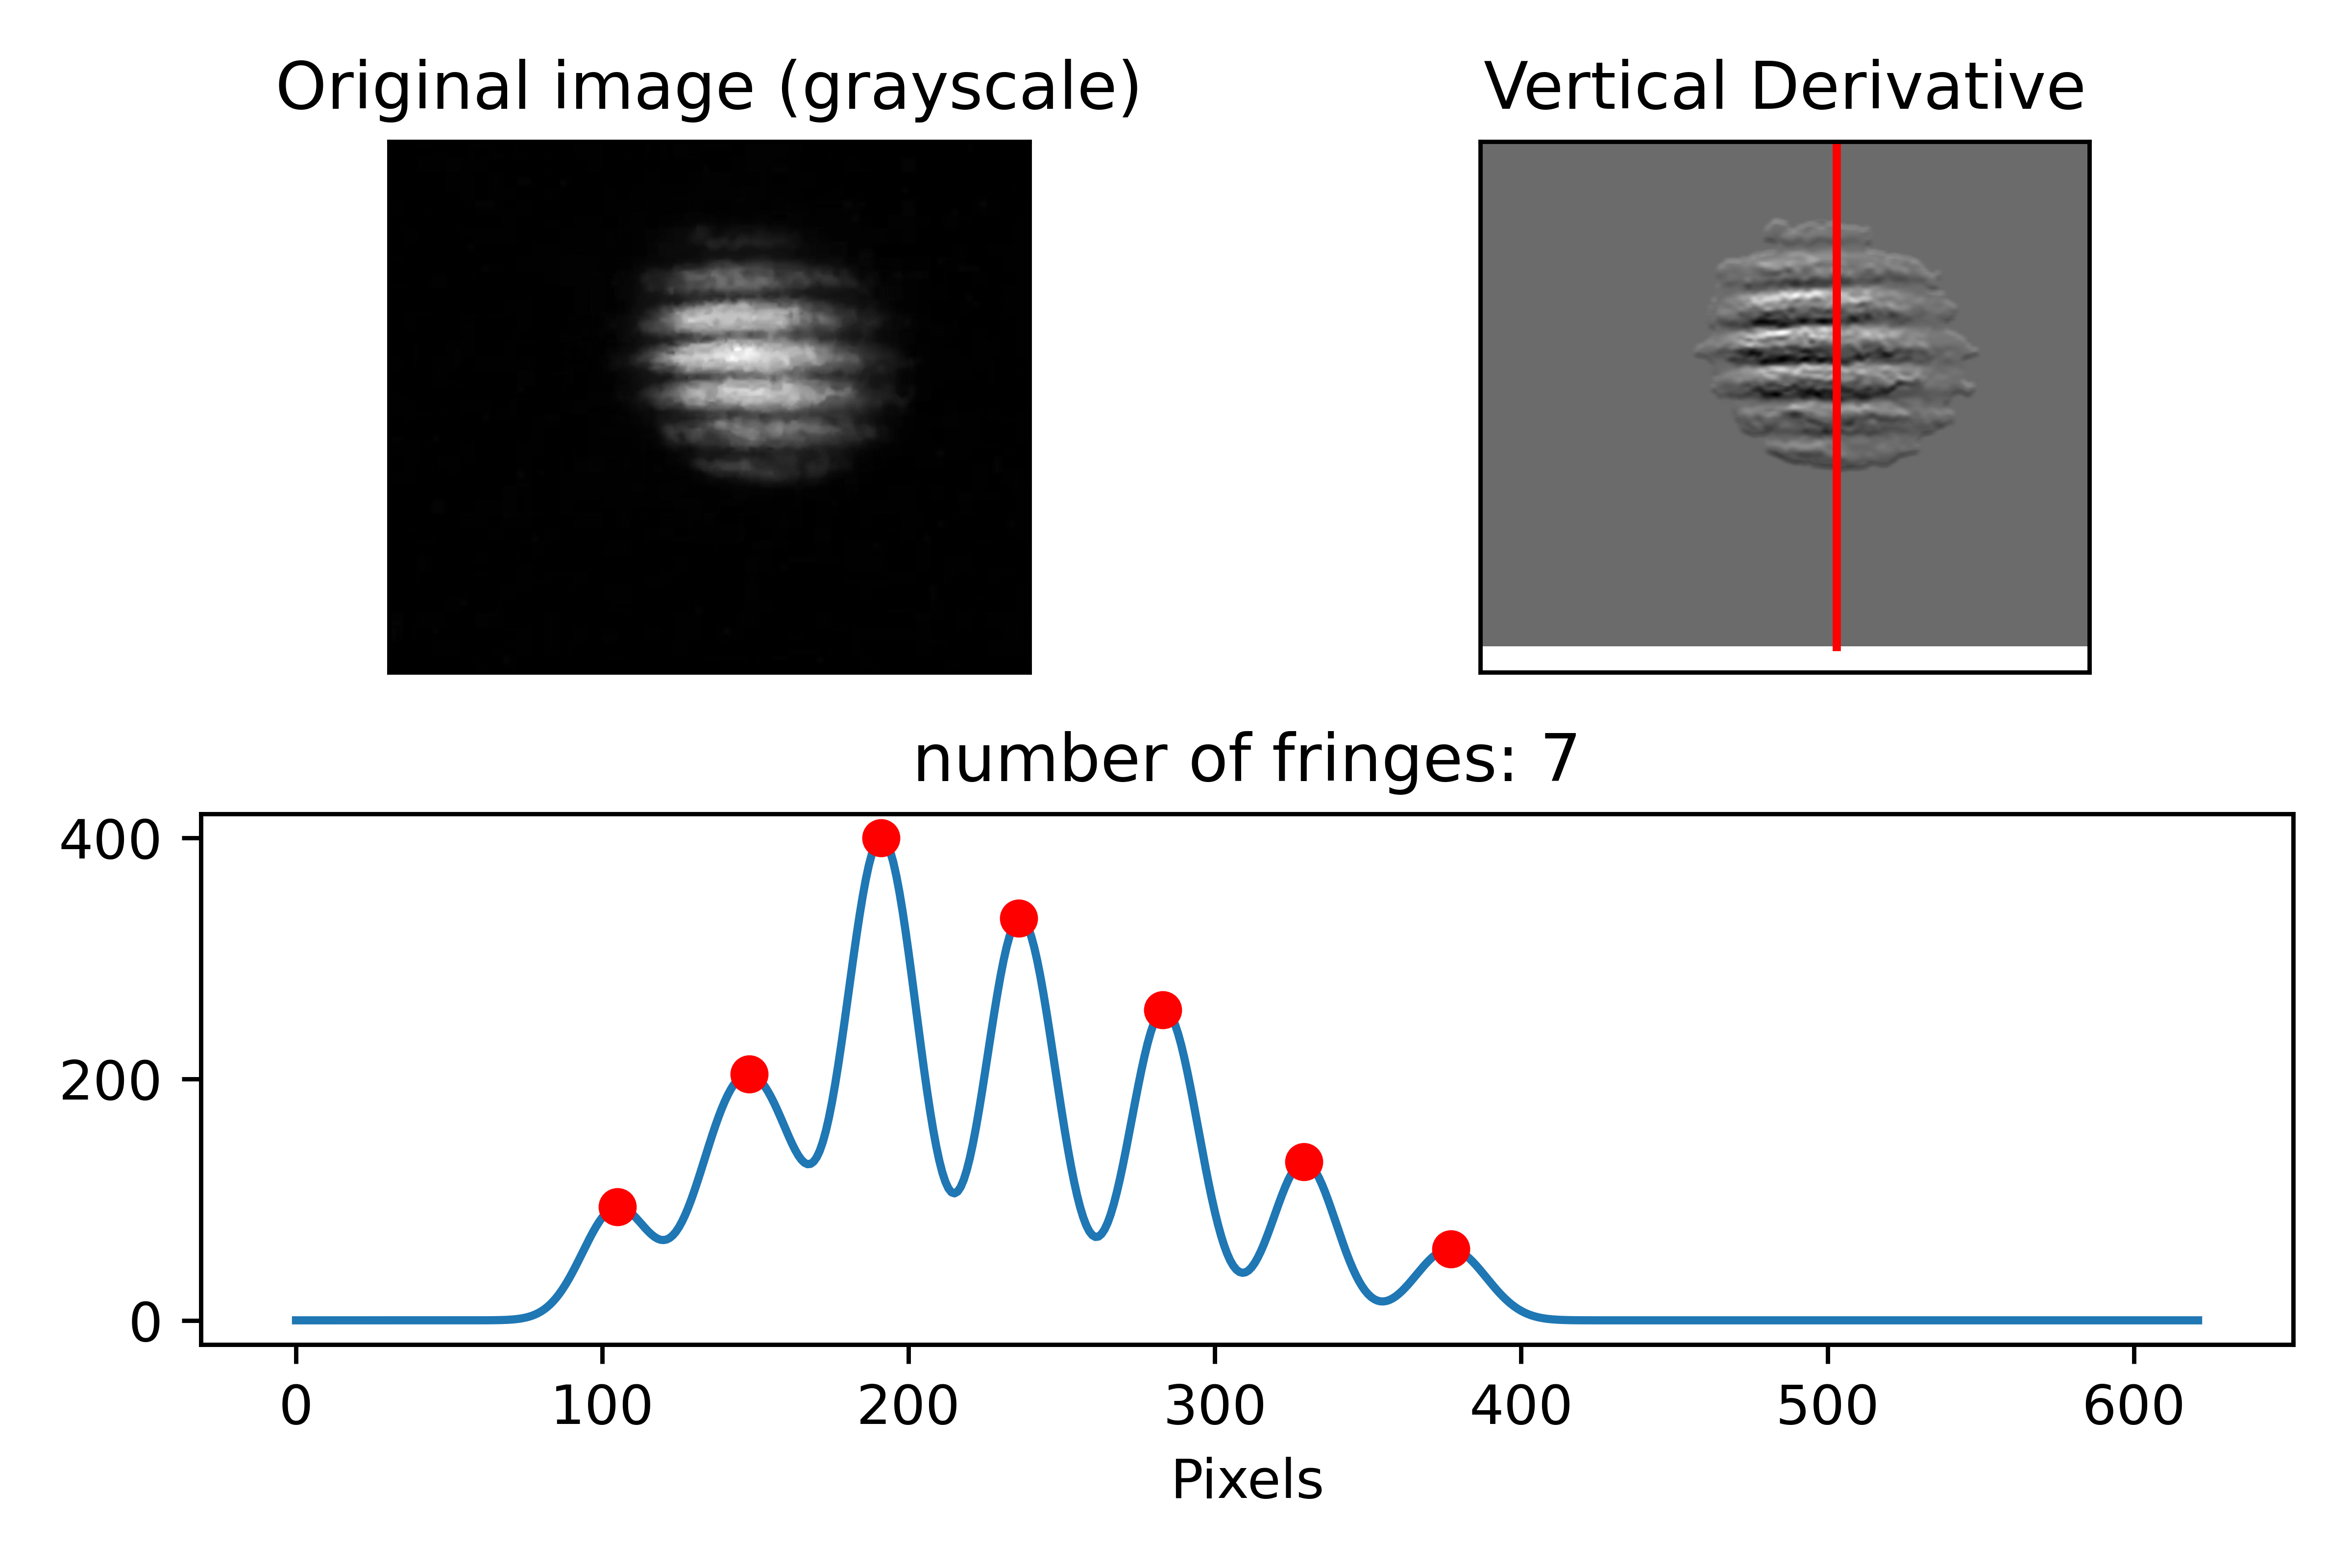 Original image (grayscale)
Vertical Derivative
number of fringes: 7
400
200
0
0 100 200 300 400 500 600
Pixels